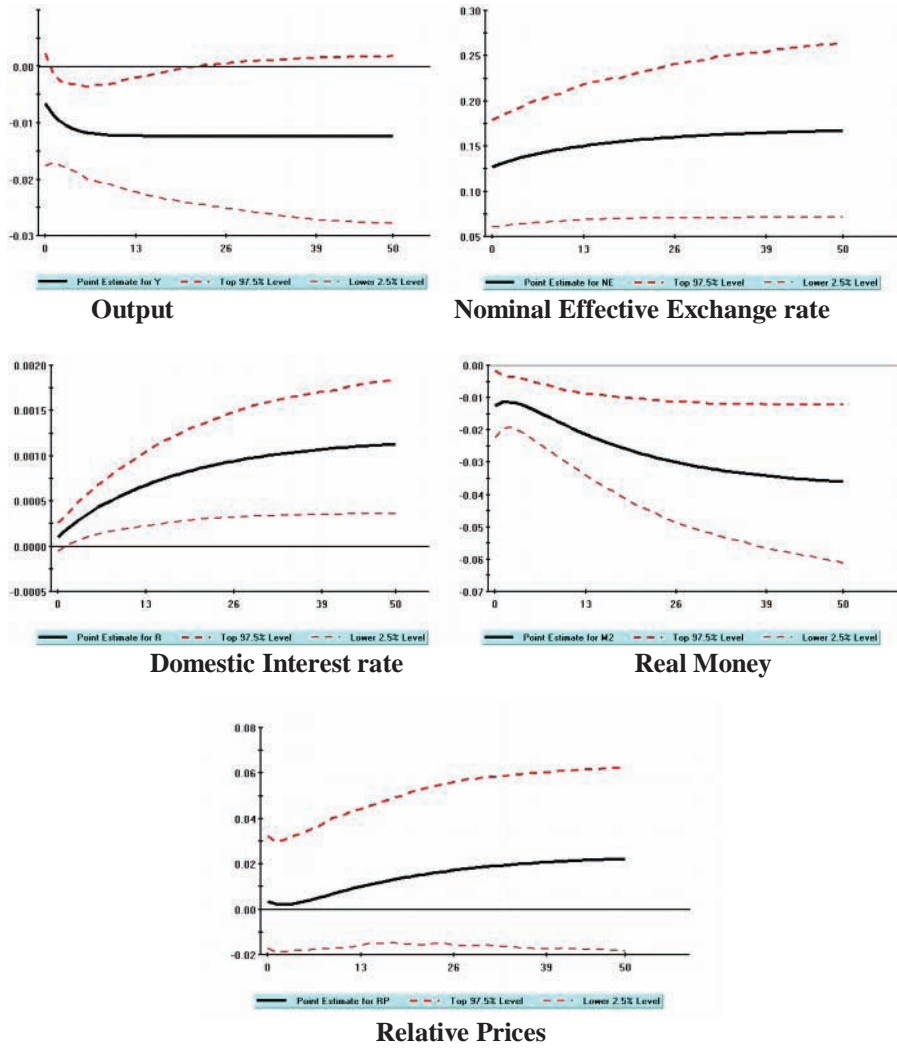 0.00
-0.01
-0.02
-0.03
0 13 26 39 50
Point Estimate for Y Top 97.5% Level Lower 2.5% Level
Output
0.30
0.25
0.20
0.15
0.10
0.05
0 13 26 39 50
Point Estimate for NE Top 97.5% Level Lower 2.5% Level
Nominal Effective Exchange rate
0.0020
0.0015
0.0010
0.0005
0.0000
-0.0005
0 13 26 39 50
Point Estimate for R Top 97.5% Level Lower 2.5% Level
Domestic Interest rate
0.00
-0.01
-0.02
-0.03
-0.04
-0.05
-0.06
-0.07
0 13 26 39 50
Point Estimate for M2 Top 97.5% Level Lower 2.5% Level
Real Money
0.08
0.06
0.04
0.02
0.00
-0.02
0 13 26 39 50
Point Estimate for RP Top 97.5% Level Lower 2.5% Level
Relative Prices